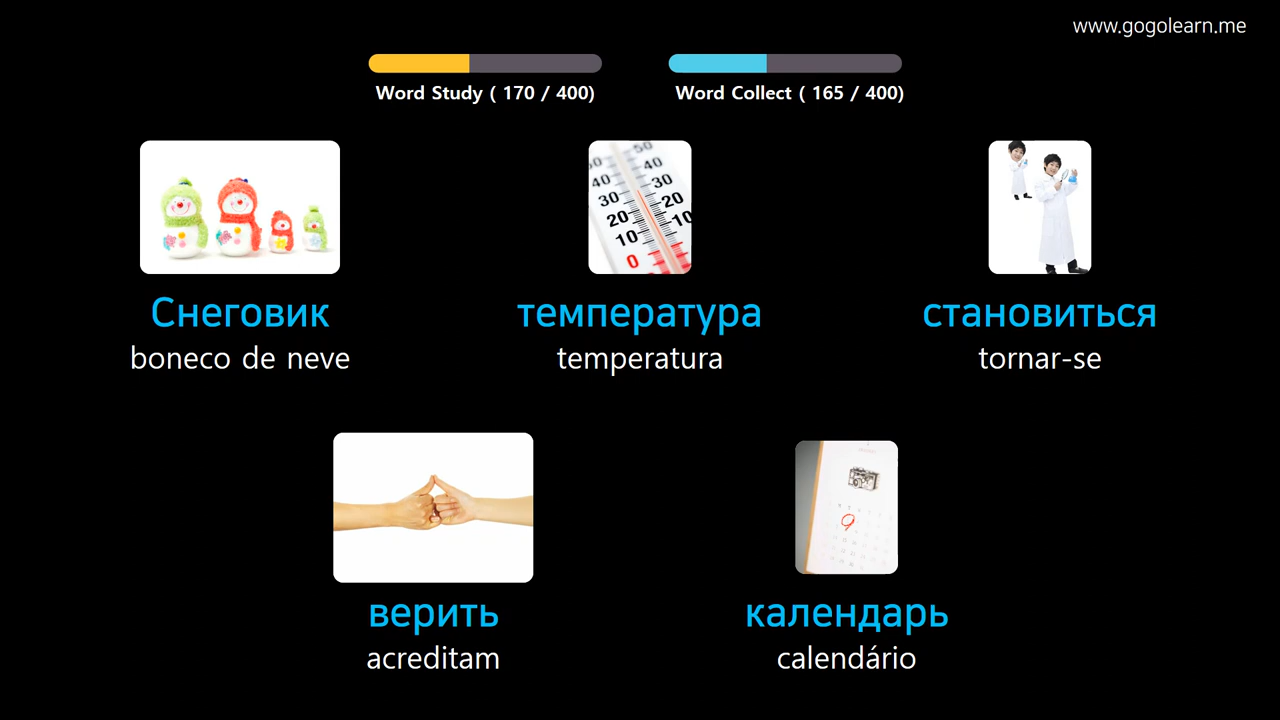 www.gogolearn.me
Word Study ( 170 / 400)
Word Collect ( 165 / 400)
Снеговик
boneco de neve
температура
temperatura
становиться
tornar-se
верить
acreditam
календарь
calendário